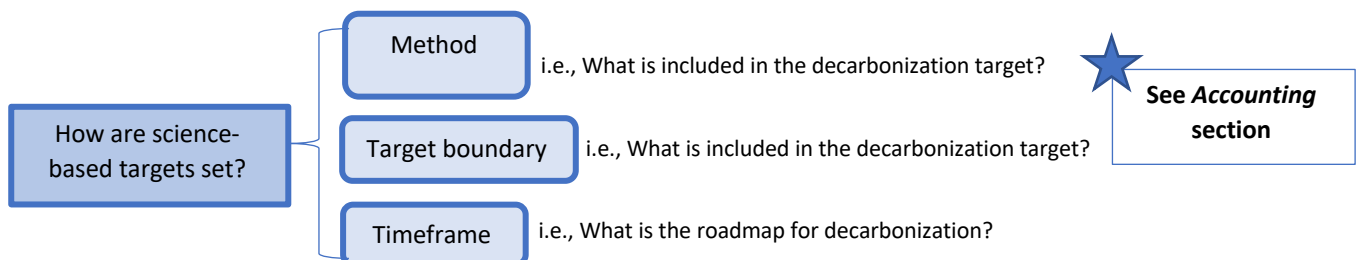 Method
i.e., What is included in the decarbonization target?
See Accounting
section
How are science-
based targets set?
Target boundary
i.e., What is included in the decarbonization target?
Timeframe
i.e., What is the roadmap for decarbonization?